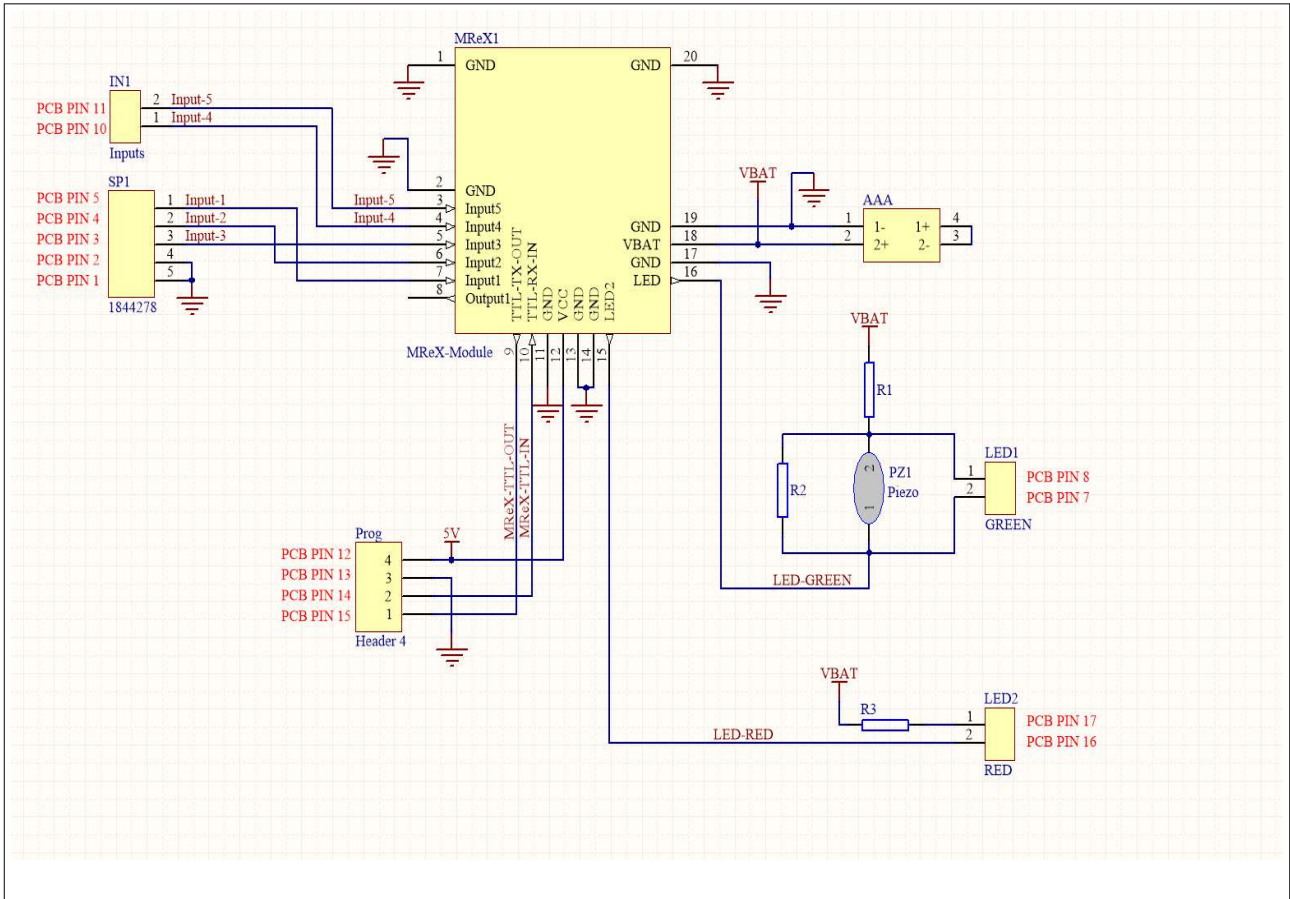 MReX1
1 GND
GND 20
IN1
PCB PIN 11 2 Input-5
PCB PIN 10 1 Input-4
Inputs
2 GND
SP1
PCB PIN 5 1 Input-1
PCB PIN 4 2 Input-2
PCB PIN 3 3 Input-3
PCB PIN 2 4
PCB PIN 1 5
1844278
Input-5 3 Input5
Input-4 4 Input4
5 Input3
6 Input2
7 Input1
8 Output1
TTL-TX-OUT
TTL-RX-IN
GND
VCC
GND
GND
LED2
GND 19
VBAT 18
GND 17
LED 16
VBAT
AAA
1 1- 1+ 4
2 2+ 2- 3
MReX-Module
9
10
11
12
13
14
15
VBAT
R1
R2
2
PZ1
Piezo
1
LED1
1 PCB PIN 8
2 PCB PIN 7
GREEN
LED-GREEN
MReX-TTL-OUT
MReX-TTL-IN
5V
Prog
PCB PIN 12 4
PCB PIN 13 3
PCB PIN 14 2
PCB PIN 15 1
Header 4
VBAT
R3
LED2
1 PCB PIN 17
2 PCB PIN 16
RED
LED-RED